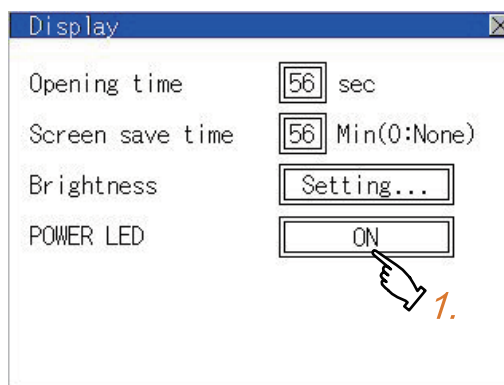 Display
Opening time 56 sec
Screen save time 56 Min(0:None)
Brightness Setting...
POWER LED ON
1.